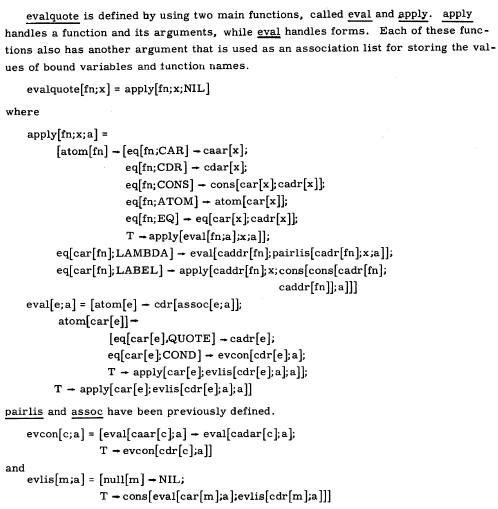 evalquote is defined by using two main functions, called eval and apply. apply
handles a function and its arguments, while eval handles forms. Each of these func-
tions also has another argument that is used as an association list for storing the val-
ues of bound variables and function names.
evalquote[fn;x] = apply[fn;x;NIL]
where
apply[fn;x;a] =
[atom[fn] → [eq[fn;CAR] → caar[x];
eq[fn;CDR] → cdar[x];
eq[fn;CONS] → cons[car[x];cadr[x]];
eq[fn;ATOM] → atom[car[x]];
eq[fn;EQ] → eq[car[x];cadr[x]];
T → apply[eval[fn;a];x;a]];
eq[car[fn];LAMBDA] → eval[caddr[fn];pairlis[cadr[fn];x;a]];
eq[car[fn];LABEL] → apply[caddr[fn];x;cons[cons[cadr[fn];
caddr[fn]];a]]]
eval[e;a] = [atom[e] → cdr[assoc[e;a]];
atom[car[e]] →
[eq[car[e],QUOTE] → cadr[e];
eq[car[e];COND] → evcon[cdr[e];a];
T → apply[car[e];evlis[cdr[e];a];a]];
T → apply[car[e];evlis[cdr[e];a];a]]
pairlis and assoc have been previously defined.
evcon[c;a] = [eval[caar[c];a] → eval[cadar[c];a];
T → evcon[cdr[c];a]]
and
evlis[m;a] = [null[m] → NIL;
T → cons[eval[car[m];a];evlis[cdr[m];a]]]